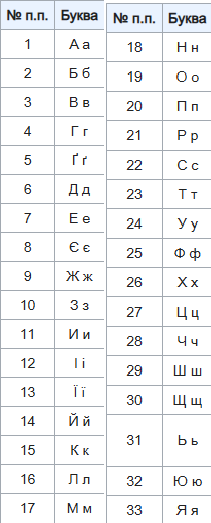 № п.п. Буква
1 А а
2 Б б
3 В в
4 Г г
5 Ґ ґ
6 Д д
7 Е е
8 Є є
9 Ж ж
10 З з
11 И и
12 І і
13 Ї ї
14 Й й
15 К к
16 Л л
17 М м
№ п.п. Буква
18 Н н
19 Ю о
20 П п
21 Р р
22 С с
23 Т т
24 У у
25 Ф ф
26 Х х
27 Ц ц
28 Ч ч
29 Ш ш
30 Щ щ
31 Ь ь
32 Ю ю
33 Я я